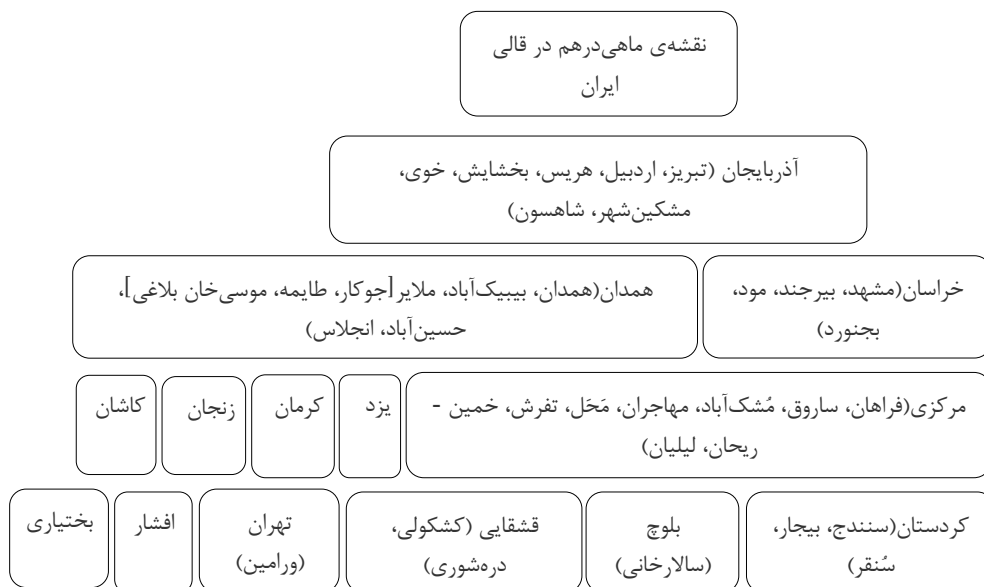 نقشه‌ی ماهی‌درهم در قالی
ایران
آذربایجان (تبریز، اردبیل، هریس، بخشایش، خوی،
مشکین‌شهر، شاهسون)
خراسان(مشهد، بیرجند، مود،
بجنورد)
همدان(همدان، بیبیک‌آباد، ملایر[جوکار، طایمه، موسی‌خان بلاغی]،
حسین‌آباد، انجلاس)
مرکزی(فراهان، ساروق، مُشک‌آباد، مهاجران، مَحَل، تفرش، خمین -
ریحان، لیلیان)
یزد
کرمان
زنجان
کاشان
کردستان(سنندج، بیجار،
سُنقر)
بلوچ
(سالارخانی)
قشقایی (کشکولی،
دره‌شوری)
تهران
(ورامین)
افشار
بختیاری